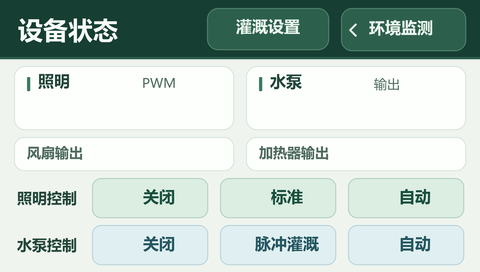 设备状态
灌溉设置
环境监测
照明 PWM
水泵 输出
风扇输出
加热器输出
照明控制 关闭 标准 自动
水泵控制 关闭 脉冲灌溉 自动